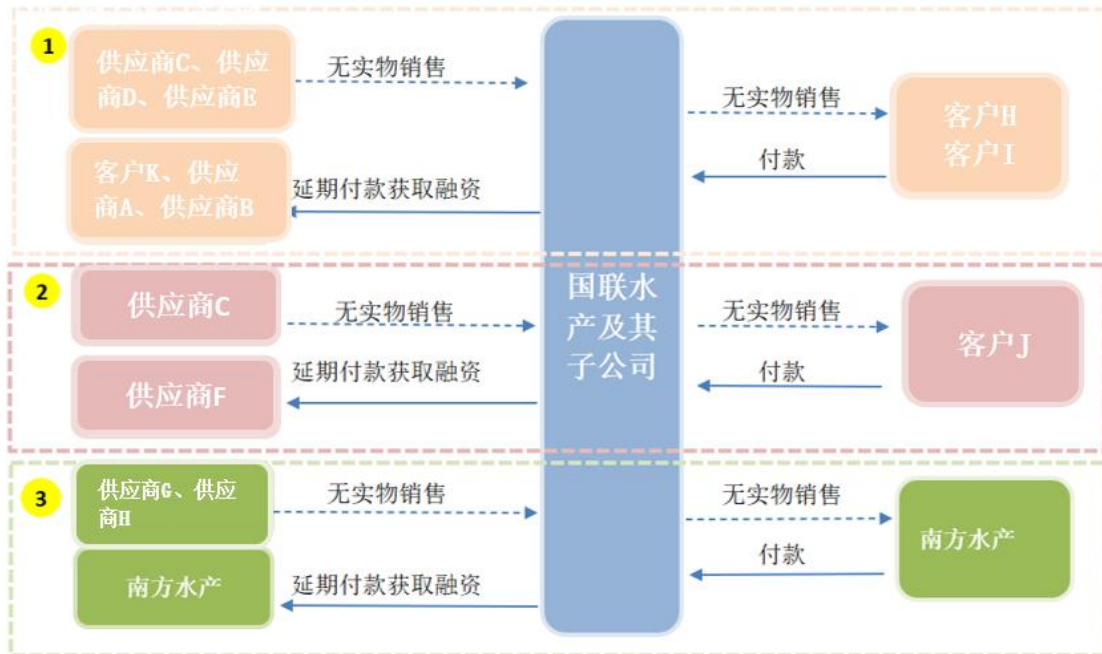 1
供应商C、供应
商D、供应商E
无实物销售
无实物销售
客户H
客户I
付款
客户K、供应
商A、供应商B
延期付款获取融资
2
供应商C
无实物销售
国联水
产及其
子公司
无实物销售
客户J
付款
供应商F
延期付款获取融资
3
供应商G、供应
商H
无实物销售
无实物销售
南方水产
付款
南方水产
延期付款获取融资